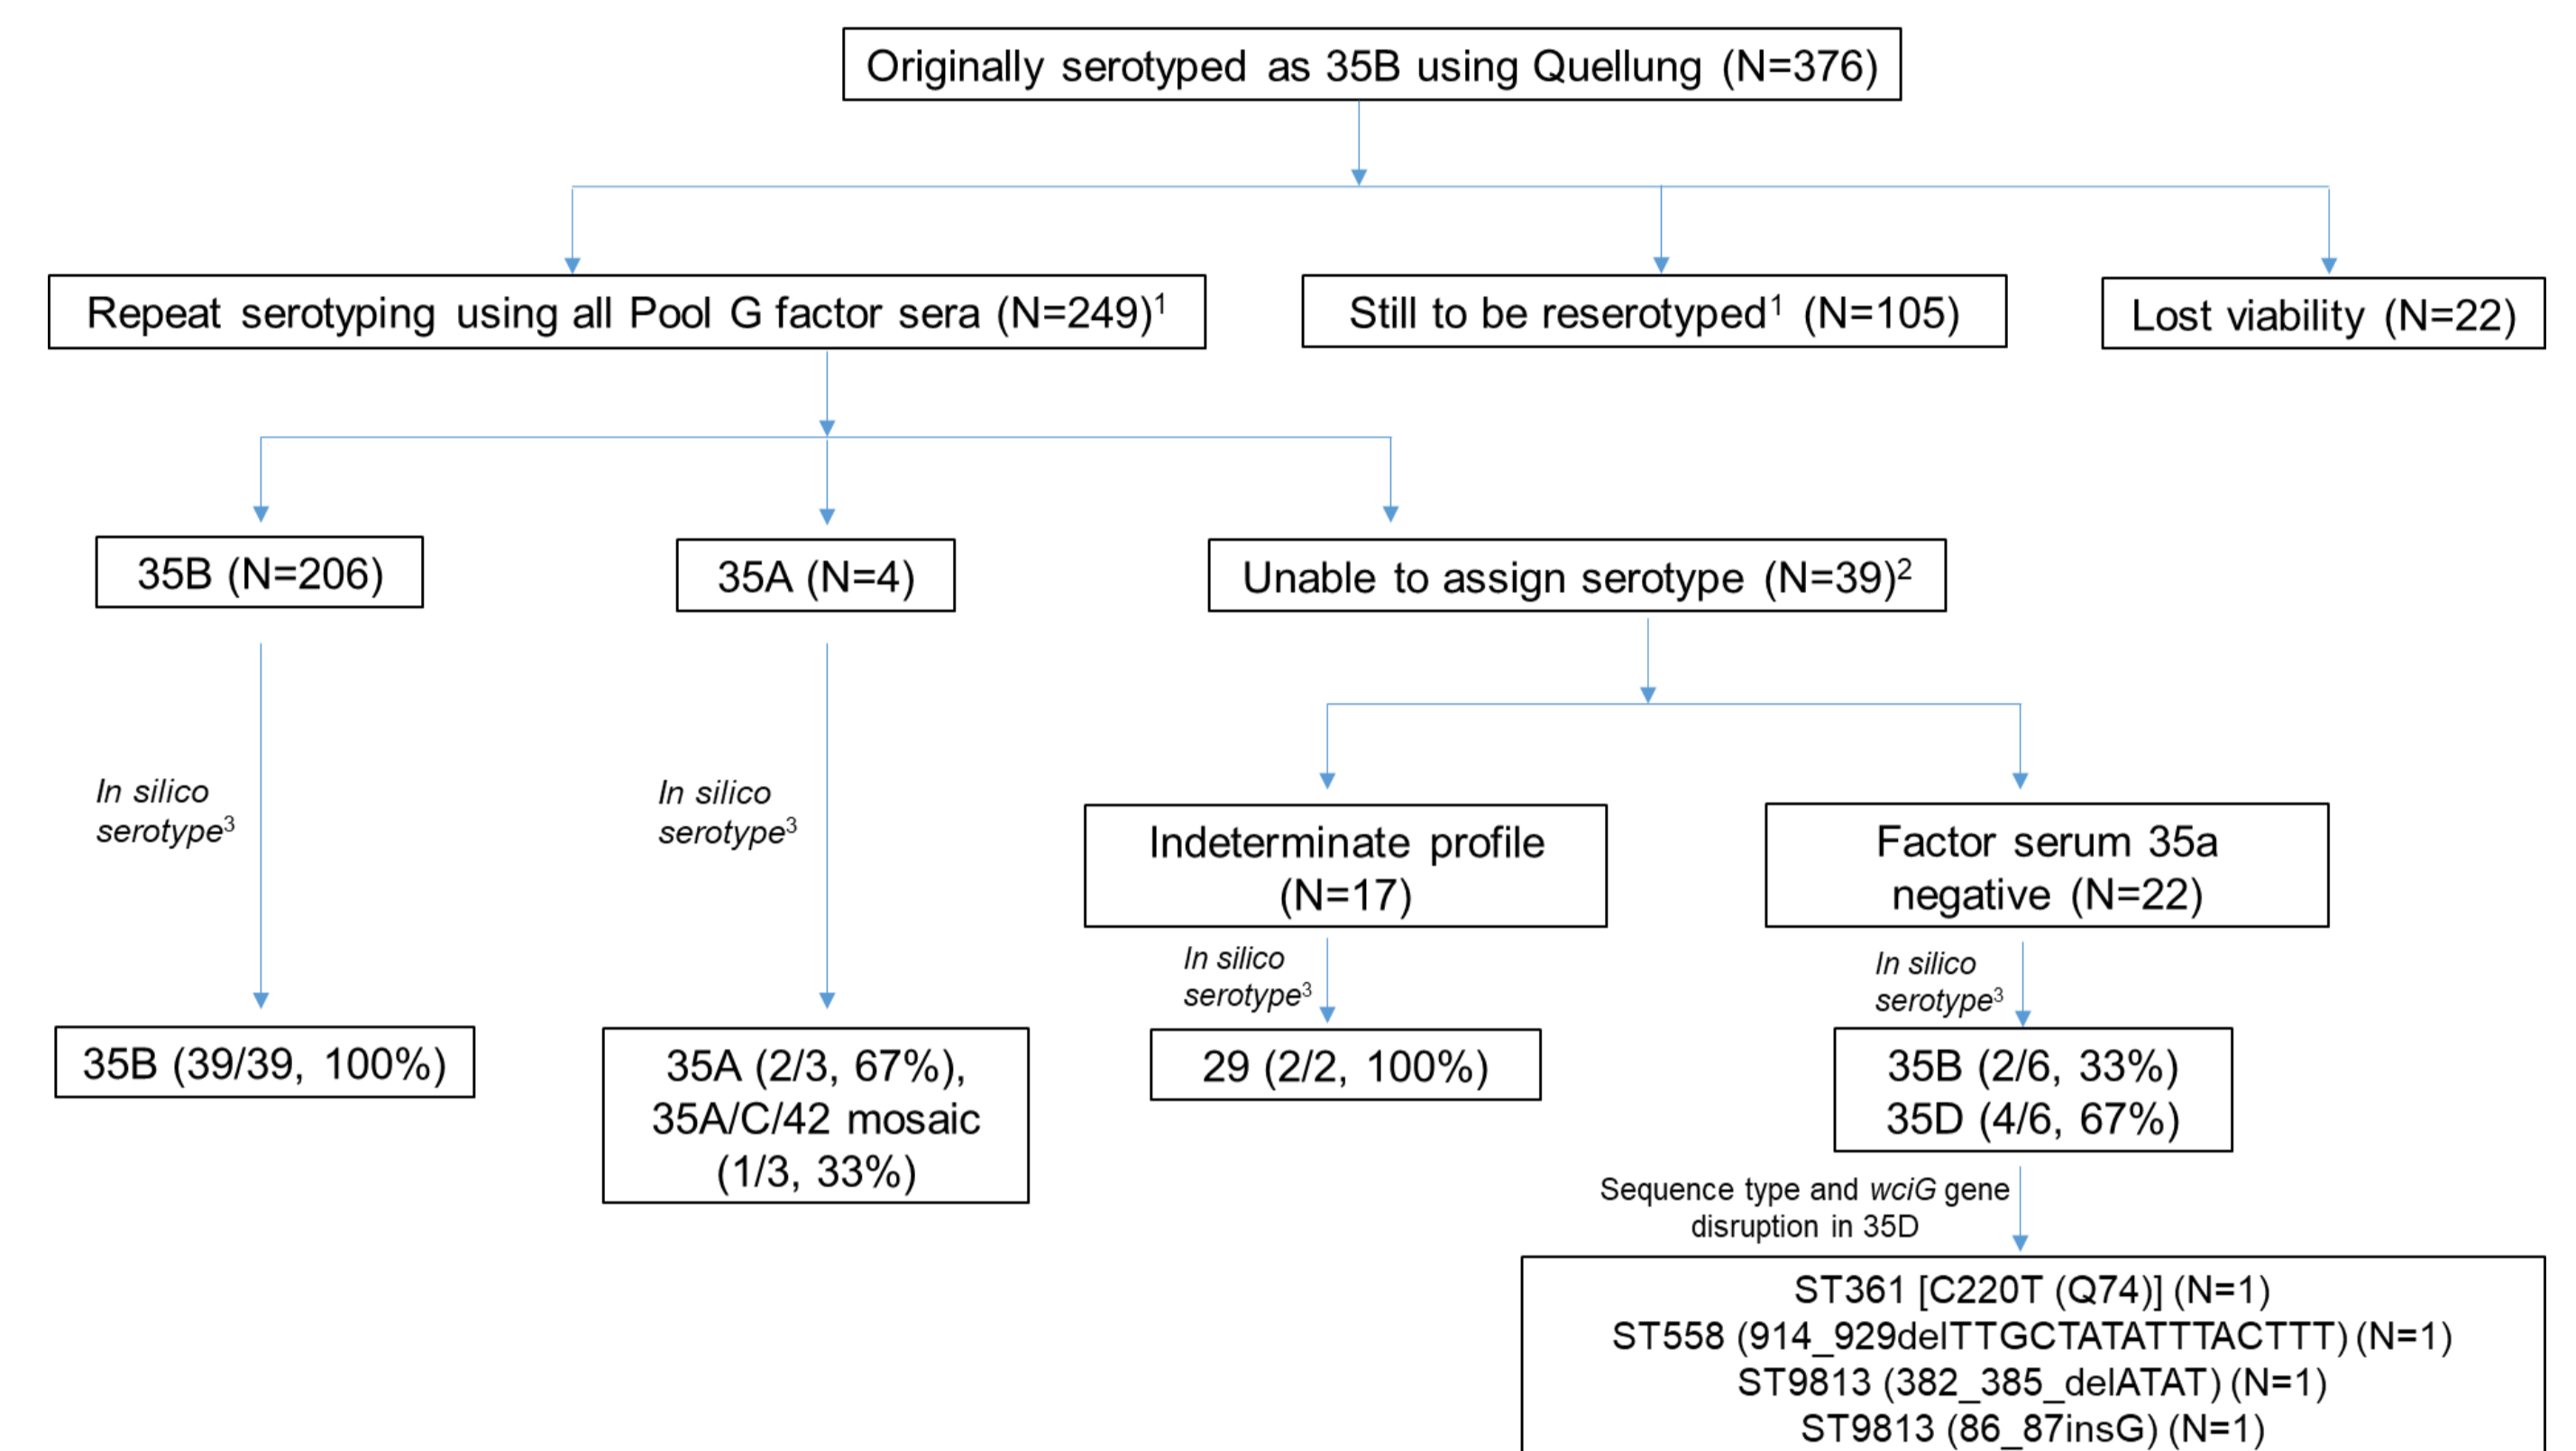 Originally serotyped as 35B using Quellung (N=376)
Repeat serotyping using all Pool G factor sera (N=249)¹
Still to be reserotyped¹ (N=105)
Lost viability (N=22)
35B (N=206)
35A (N=4)
Unable to assign serotype (N=39)²
In silico
serotype³
In silico
serotype³
Indeterminate profile
(N=17)
Factor serum 35a
negative (N=22)
In silico
serotype³
In silico
serotype³
35B (39/39, 100%)
35A (2/3, 67%),
35A/C/42 mosaic
(1/3, 33%)
29 (2/2, 100%)
35B (2/6, 33%)
35D (4/6, 67%)
Sequence type and wciG gene
disruption in 35D
ST361 [C220T (Q74)] (N=1)
ST558 (914_929delTTGCTATATTTACTTT) (N=1)
ST9813 (382_385_delATAT) (N=1)
ST9813 (86_87insG) (N=1)